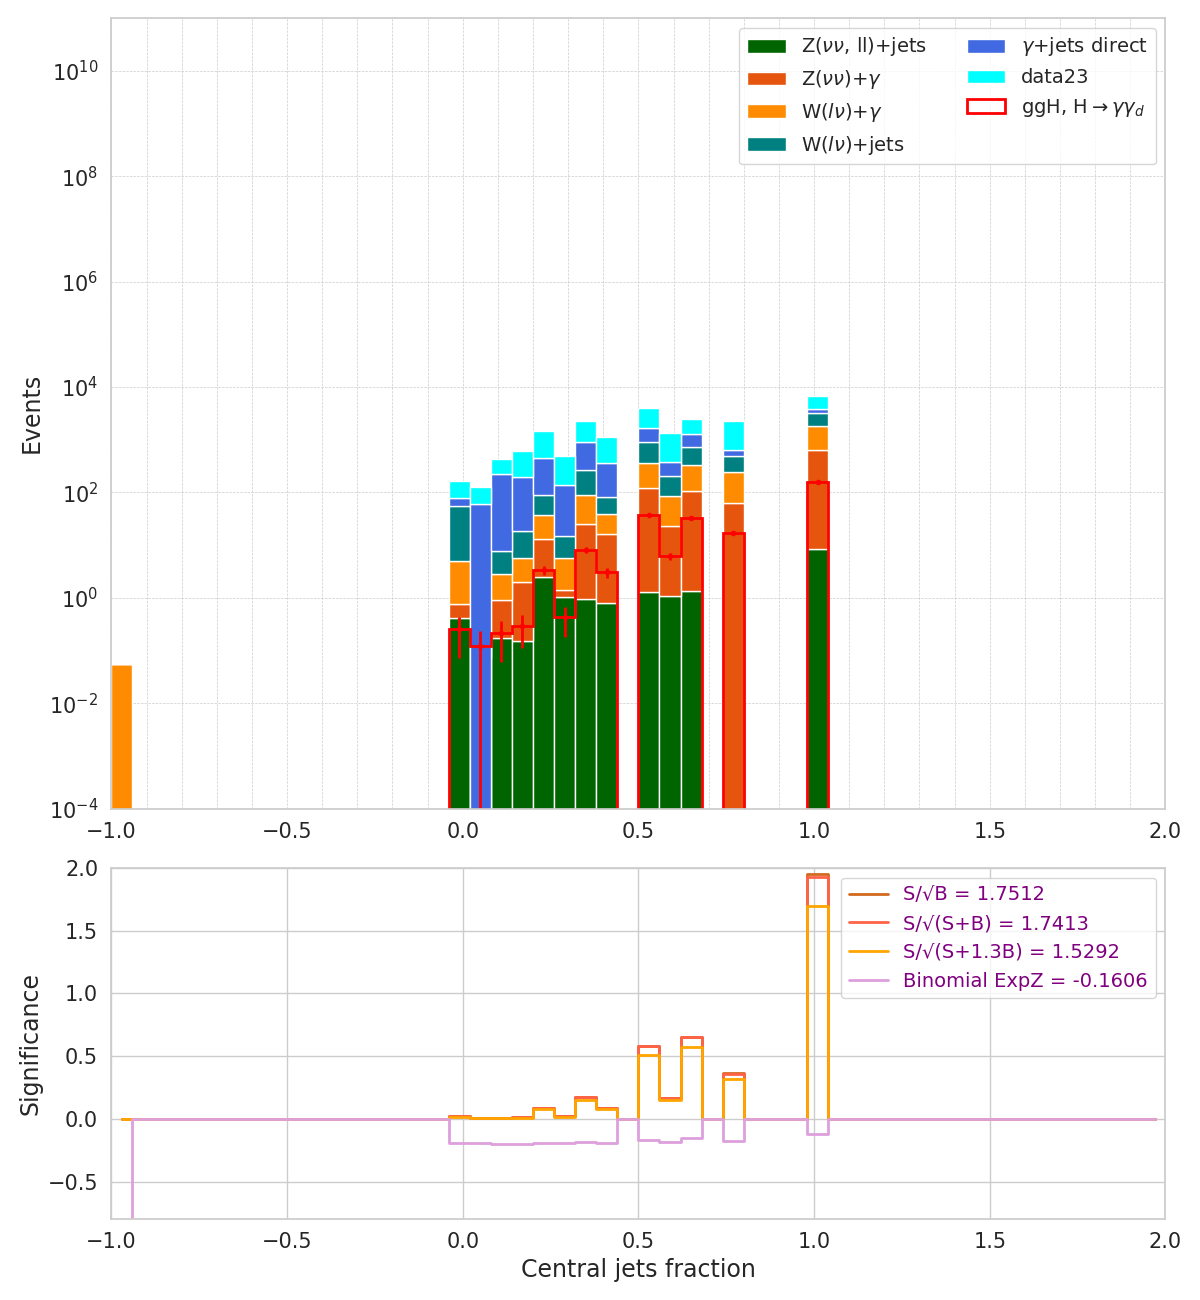 Z(νν, ll)+jets
Z(νν)+γ
W(lν)+γ
W(lν)+jets
γ+jets direct
data23
ggH, H→γγ_d
10^10
10^8
10^6
10^4
10^2
10^0
10^−2
10^−4
Events
−1.0 −0.5 0.0 0.5 1.0 1.5 2.0
S/√B = 1.7512
S/√(S+B) = 1.7413
S/√(S+1.3B) = 1.5292
Binomial ExpZ = -0.1606
2.0
1.5
1.0
0.5
0.0
−0.5
Significance
−1.0 −0.5 0.0 0.5 1.0 1.5 2.0
Central jets fraction